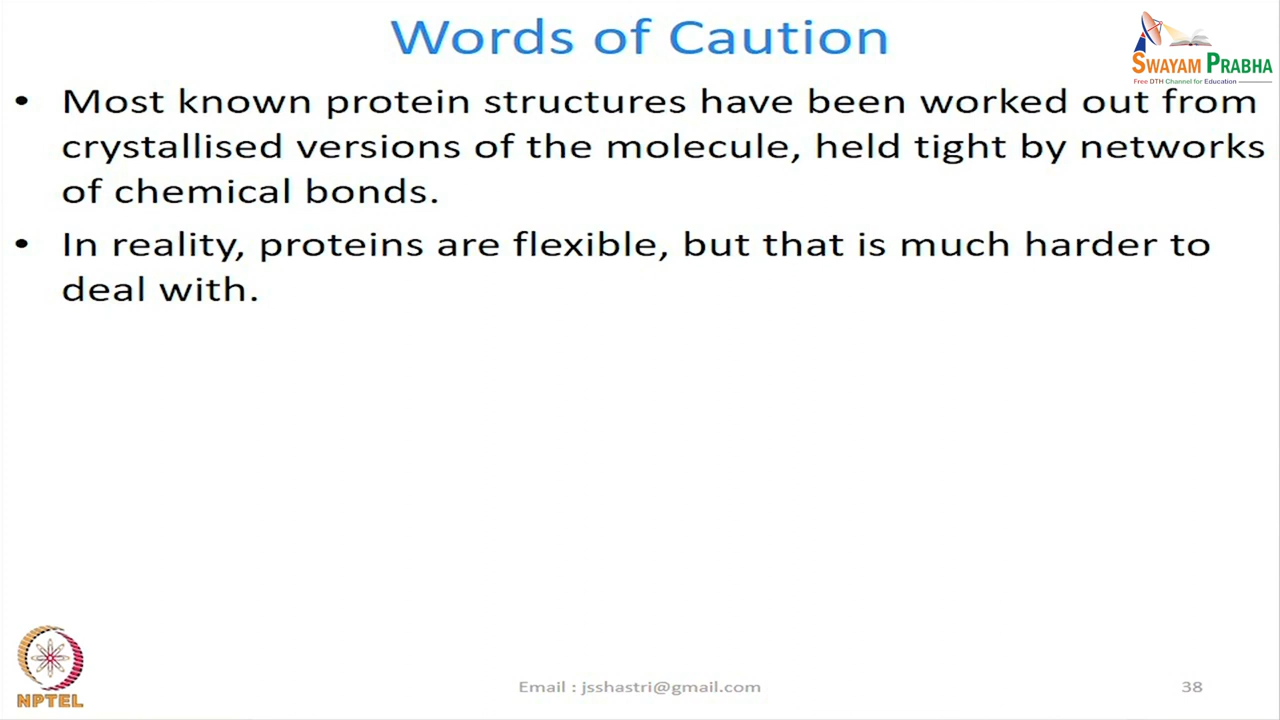 Words of Caution
SWAYAM PRABHA
Free DTH Channel for Education
• Most known protein structures have been worked out from
crystallised versions of the molecule, held tight by networks
of chemical bonds.
• In reality, proteins are flexible, but that is much harder to
deal with.
NPTEL
Email : jsshastri@gmail.com
38